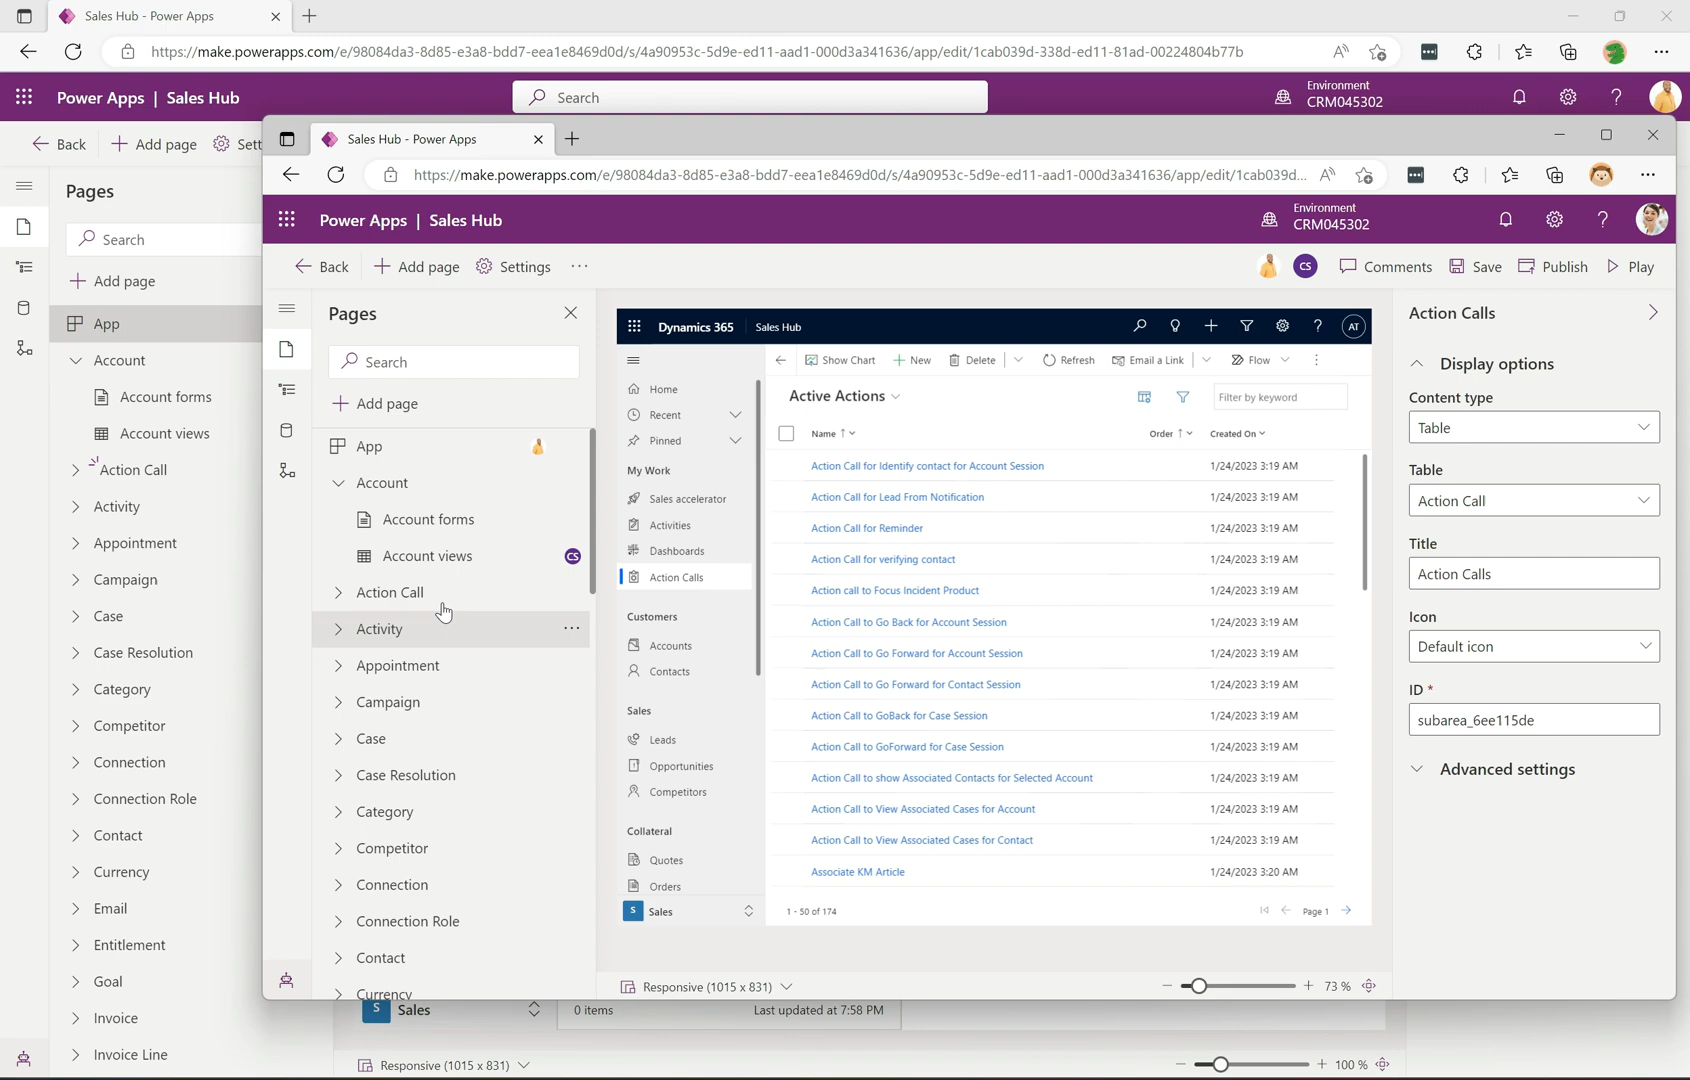 Sales Hub - Power Apps
https://make.powerapps.com/e/98084da3-8d85-e3a8-bdd7-eea1e8469d0d/s/4a90953c-5d9e-ed11-aad1-000d3a341636/app/edit/1cab039d-338d-ed11-81ad-00224804b77b
Power Apps | Sales Hub
Search
Environment
CRM045302
Back
Add page
Sett
Pages
Search
Add page
App
Account
Account forms
Account views
Action Call
Activity
Appointment
Campaign
Case
Case Resolution
Category
Competitor
Connection
Connection Role
Contact
Currency
Email
Entitlement
Goal
Invoice
Invoice Line
Sales Hub - Power Apps
https://make.powerapps.com/e/98084da3-8d85-e3a8-bdd7-eea1e8469d0d/s/4a90953c-5d9e-ed11-aad1-000d3a341636/app/edit/1cab039d...
Power Apps | Sales Hub
Environment
CRM045302
Back
Add page
Settings
CS
Comments
Save
Publish
Play
Pages
Search
Add page
App
Account
Account forms
Account views
CS
Action Call
Activity
Appointment
Campaign
Case
Case Resolution
Category
Competitor
Connection
Connection Role
Contact
Currency
Dynamics 365
Sales Hub
AT
Home
Recent
Pinned
My Work
Sales accelerator
Activities
Dashboards
Action Calls
Customers
Accounts
Contacts
Sales
Leads
Opportunities
Competitors
Collateral
Quotes
Orders
S Sales
Show Chart
New
Delete
Refresh
Email a Link
Flow
Active Actions
Filter by keyword
Name
Order
Created On
Action Call for Identify contact for Account Session 1/24/2023 3:19 AM
Action Call for Lead From Notification 1/24/2023 3:19 AM
Action Call for Reminder 1/24/2023 3:19 AM
Action Call for verifying contact 1/24/2023 3:19 AM
Action call to Focus Incident Product 1/24/2023 3:19 AM
Action Call to Go Back for Account Session 1/24/2023 3:19 AM
Action Call to Go Forward for Account Session 1/24/2023 3:19 AM
Action Call to Go Forward for Contact Session 1/24/2023 3:19 AM
Action Call to GoBack for Case Session 1/24/2023 3:19 AM
Action Call to GoForward for Case Session 1/24/2023 3:19 AM
Action Call to show Associated Contacts for Selected Account 1/24/2023 3:19 AM
Action Call to View Associated Cases for Account 1/24/2023 3:19 AM
Action Call to View Associated Cases for Contact 1/24/2023 3:19 AM
Associate KM Article 1/24/2023 3:20 AM
1 - 50 of 174
Page 1
Responsive (1015 x 831)
73 %
Action Calls
Display options
Content type
Table
Table
Action Call
Title
Action Calls
Icon
Default icon
ID *
subarea_6ee115de
Advanced settings
S Sales
0 items
Last updated at 7:58 PM
Responsive (1015 x 831)
100 %